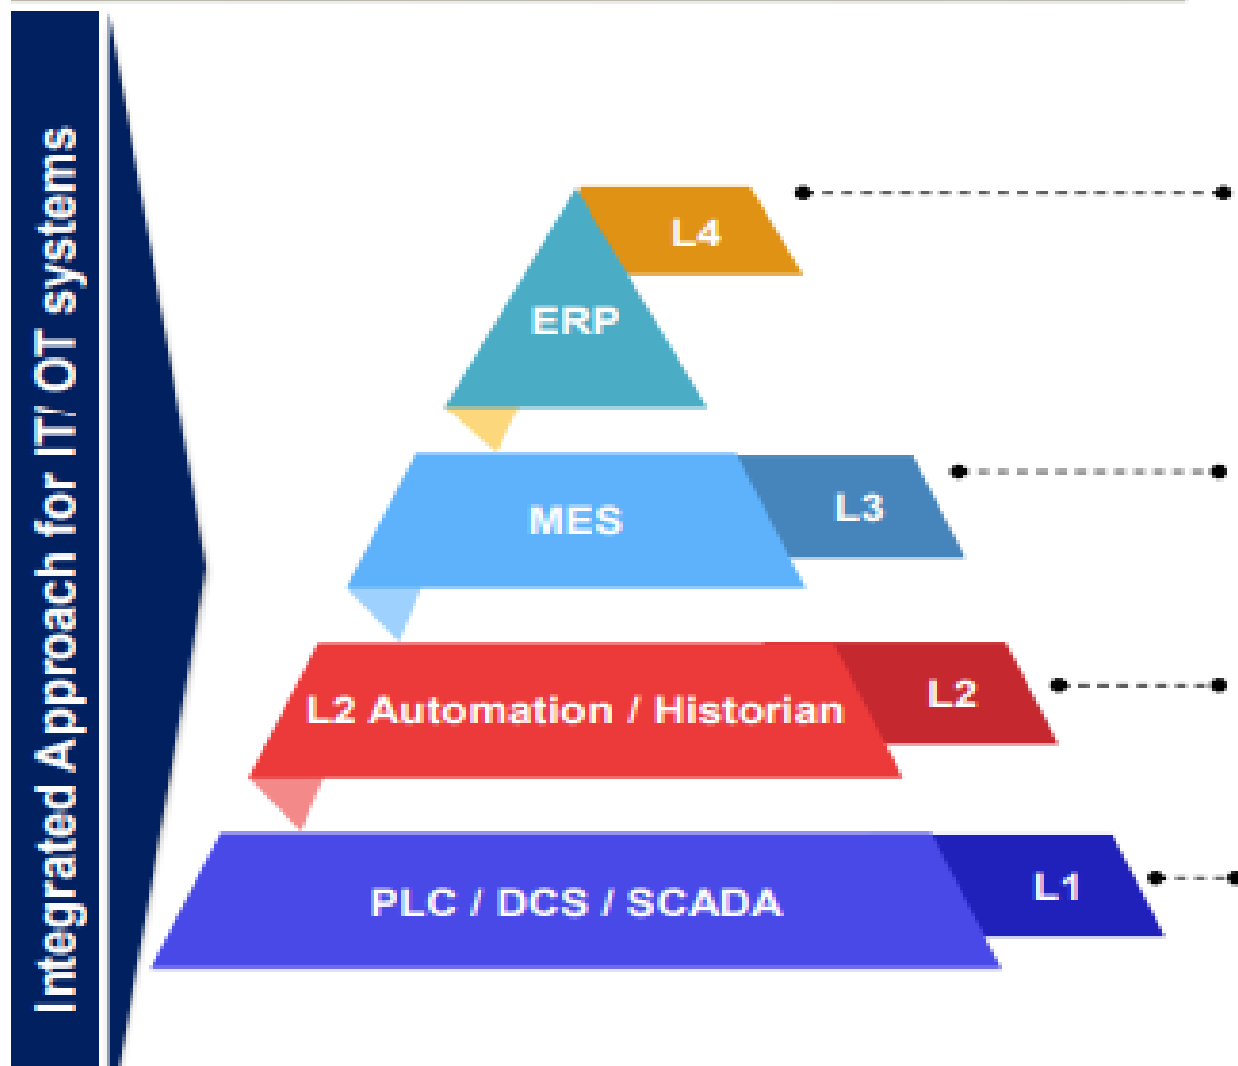 Integrated Approach for IT/ OT systems
L4
ERP
MES
L3
L2 Automation / Historian
L2
PLC / DCS / SCADA
L1